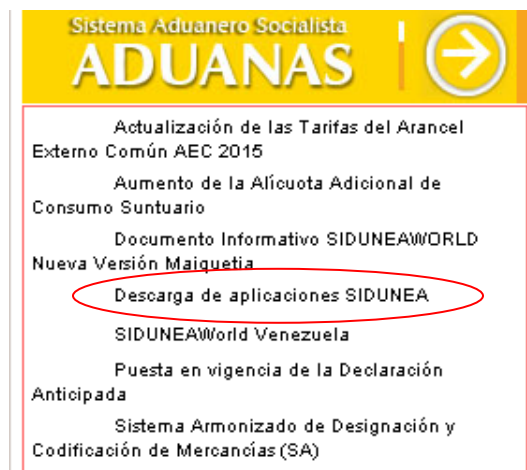 Sistema Aduanero Socialista
ADUANAS
Actualización de las Tarifas del Arancel
Externo Común AEC 2015
Aumento de la Alícuota Adicional de
Consumo Suntuario
Documento Informativo SIDUNEAWORLD
Nueva Versión Maiquetia
Descarga de aplicaciones SIDUNEA
SIDUNEAWorld Venezuela
Puesta en vigencia de la Declaración
Anticipada
Sistema Armonizado de Designación y
Codificación de Mercancías (SA)